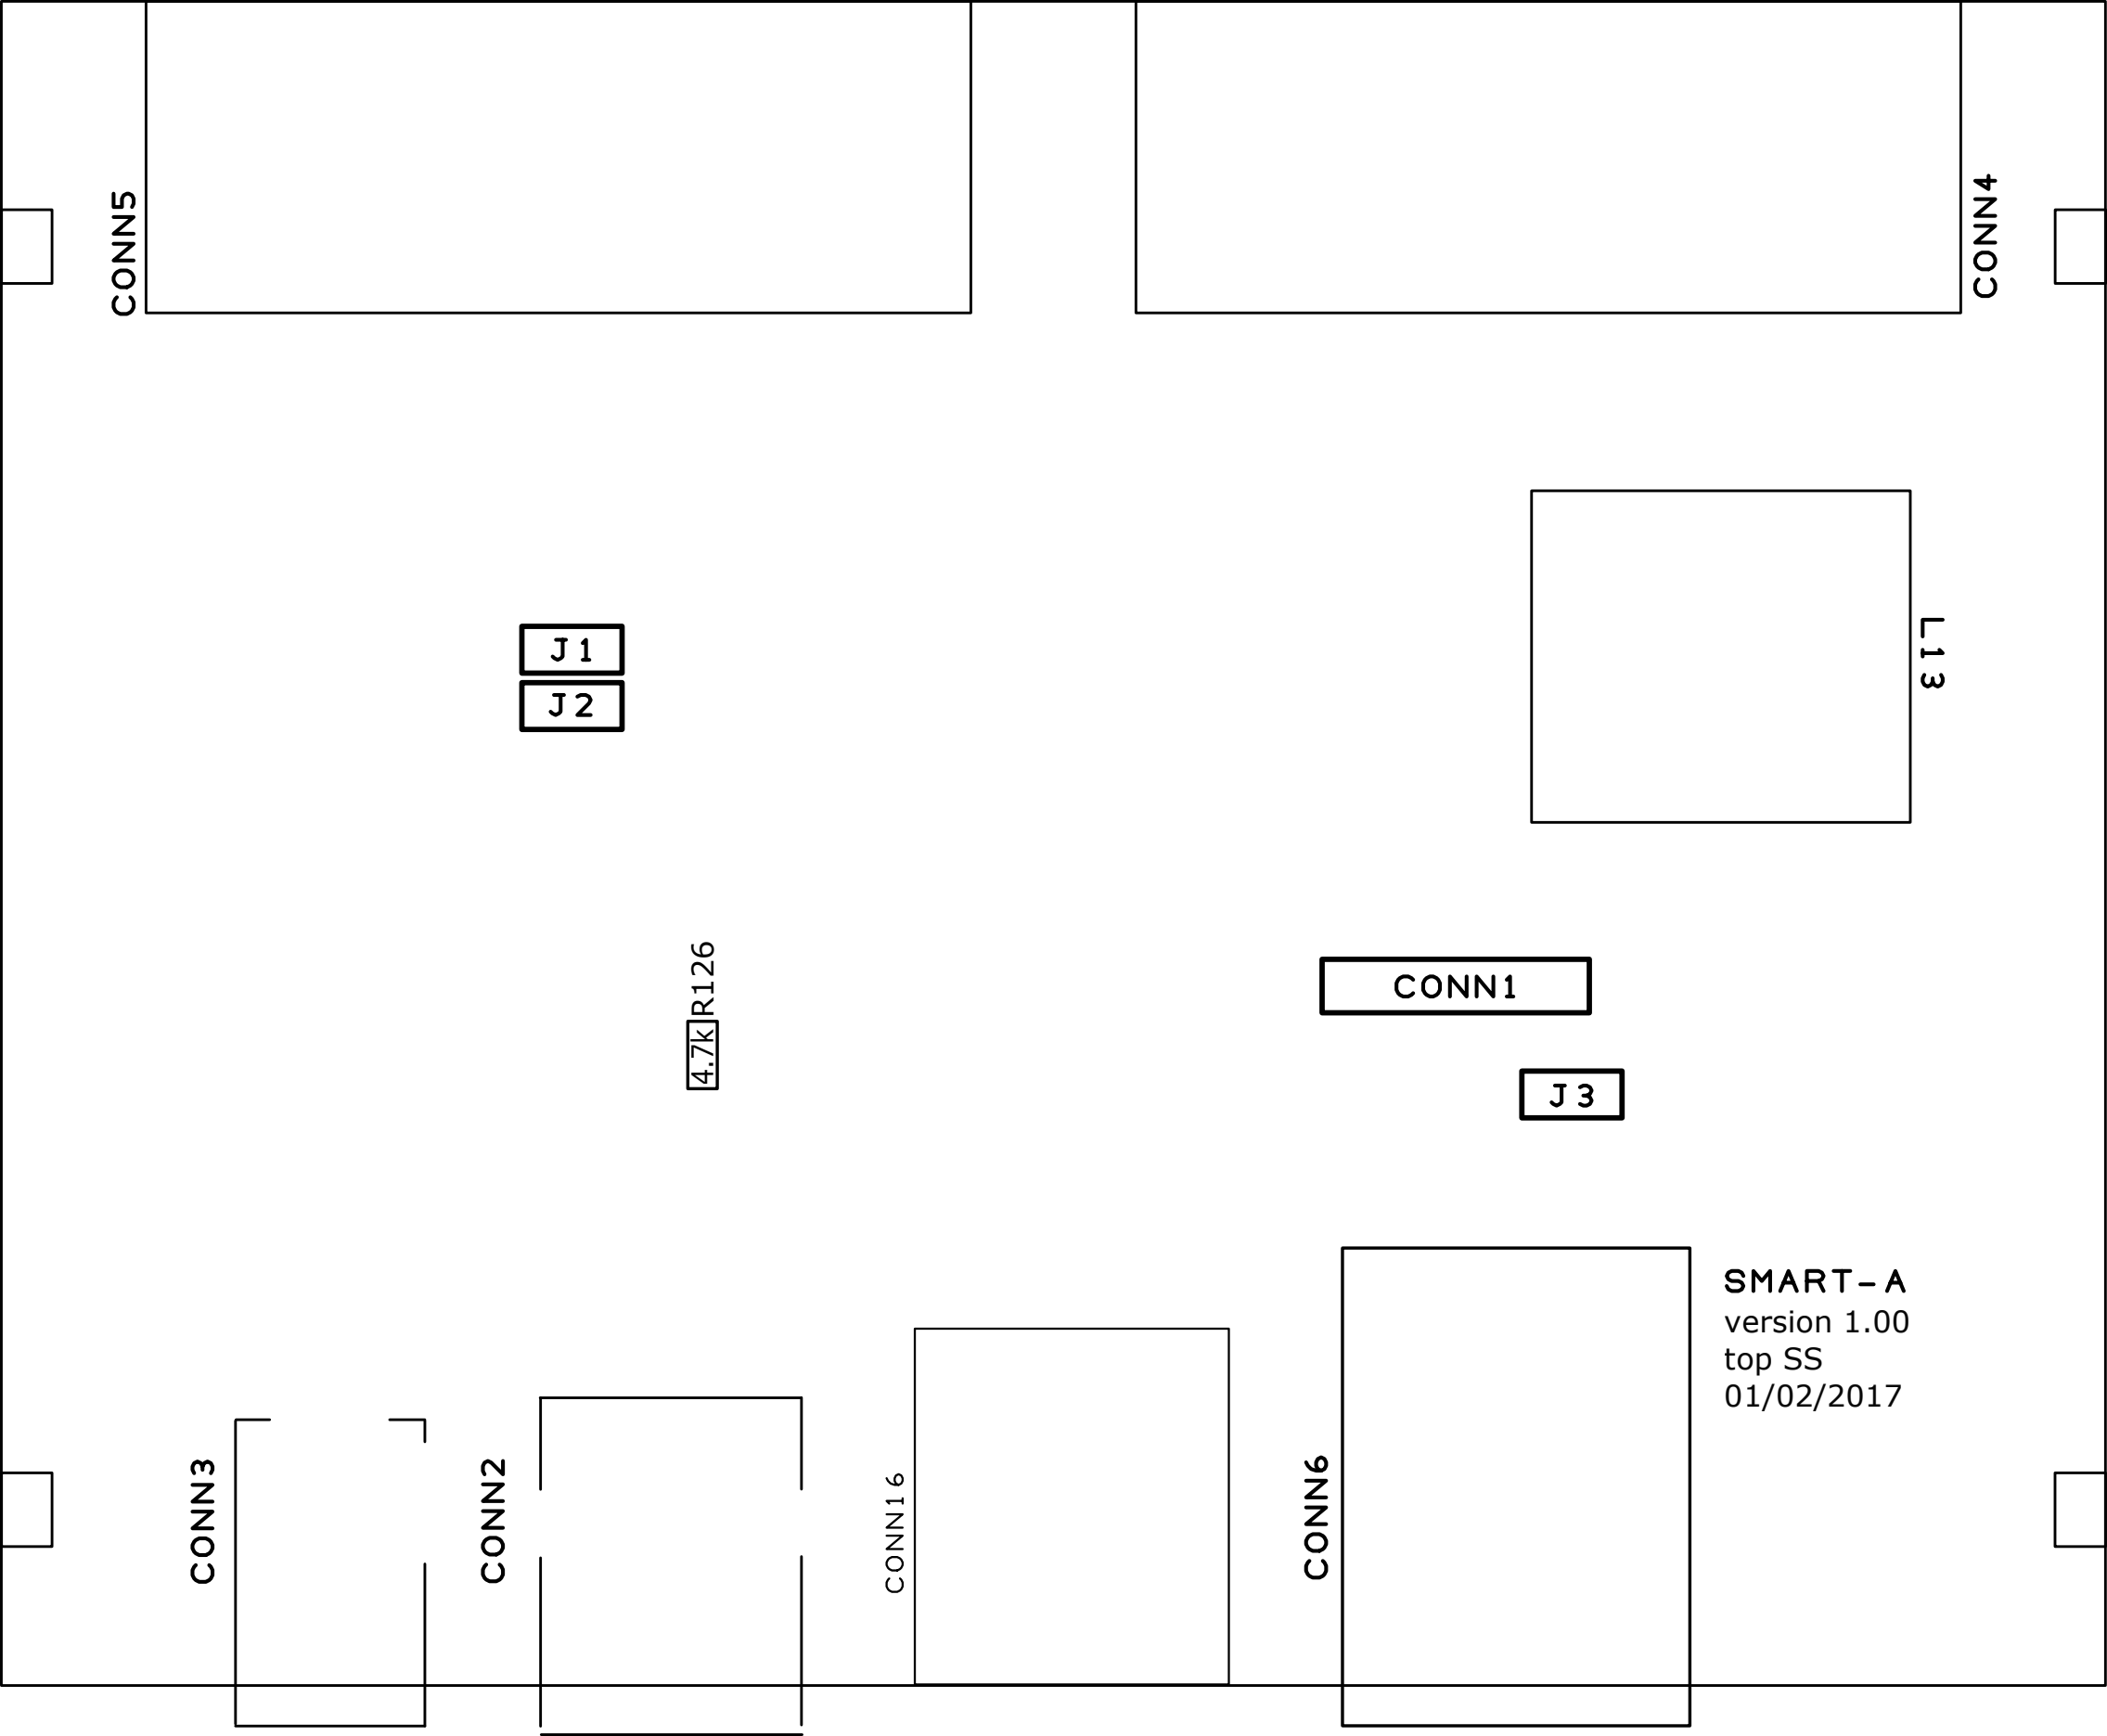 CONN5
CONN4
J1
J2
L13
R126
4.7k
CONN1
J3
SMART-A
version 1.00
top SS
01/02/2017
CONN3
CONN2
CONN16
CONN6